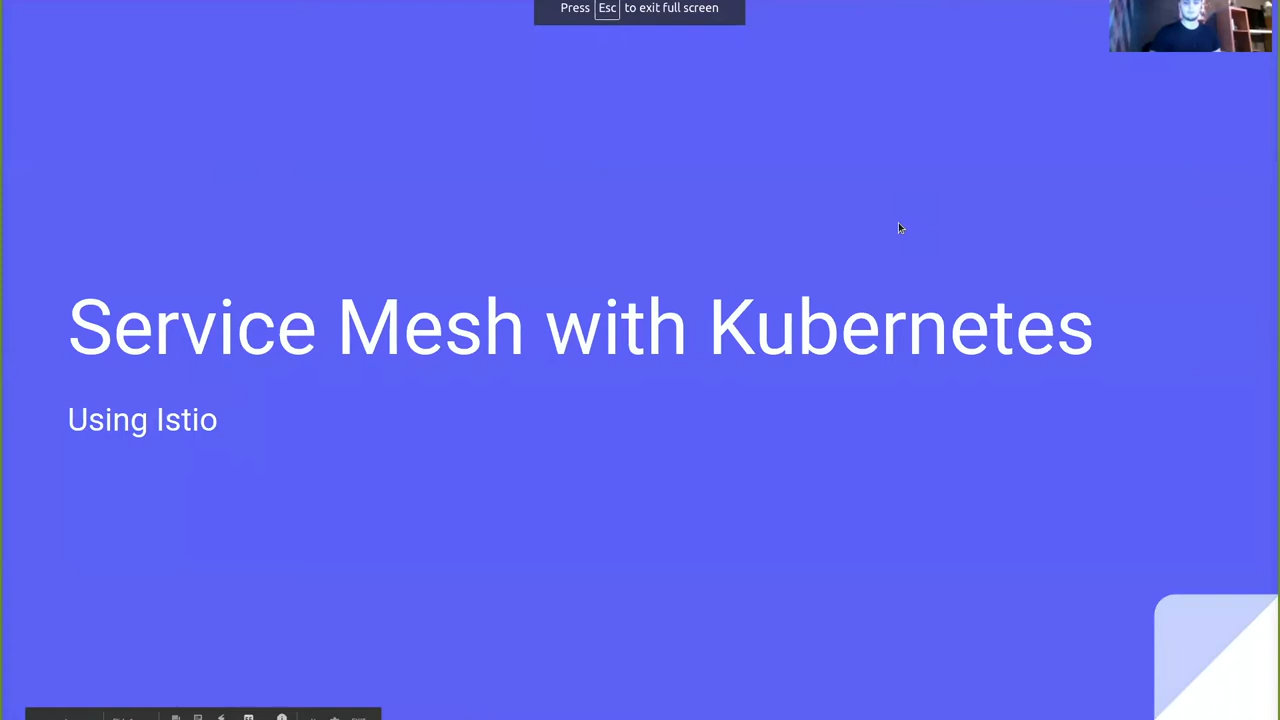 Press Esc to exit full screen
Service Mesh with Kubernetes
Using Istio